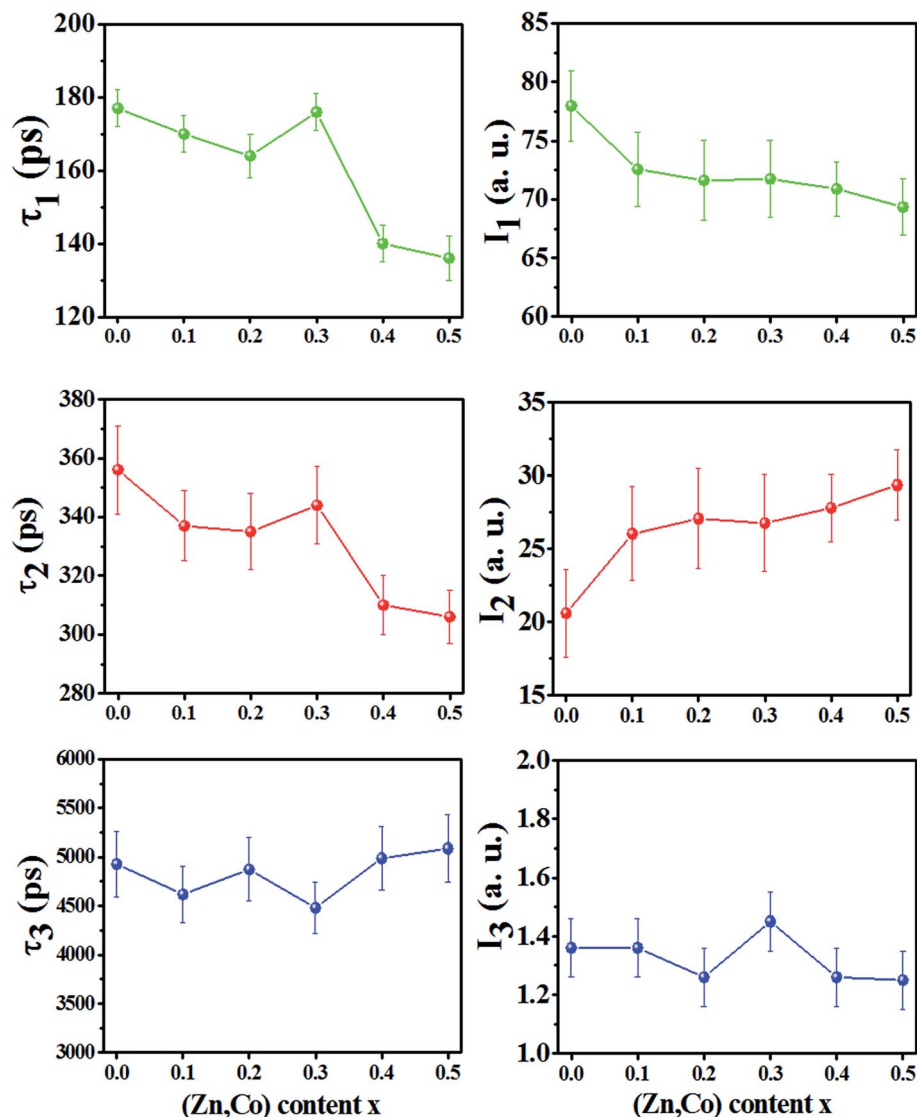 200
180
160
140
120
τ1 (ps)
0.0 0.1 0.2 0.3 0.4 0.5
85
80
75
70
65
60
I1 (a. u.)
0.0 0.1 0.2 0.3 0.4 0.5
380
360
340
320
300
280
τ2 (ps)
0.0 0.1 0.2 0.3 0.4 0.5
35
30
25
20
15
I2 (a. u.)
0.0 0.1 0.2 0.3 0.4 0.5
6000
5500
5000
4500
4000
3500
3000
τ3 (ps)
0.0 0.1 0.2 0.3 0.4 0.5
(Zn,Co) content x
2.0
1.8
1.6
1.4
1.2
1.0
I3 (a. u.)
0.0 0.1 0.2 0.3 0.4 0.5
(Zn,Co) content x